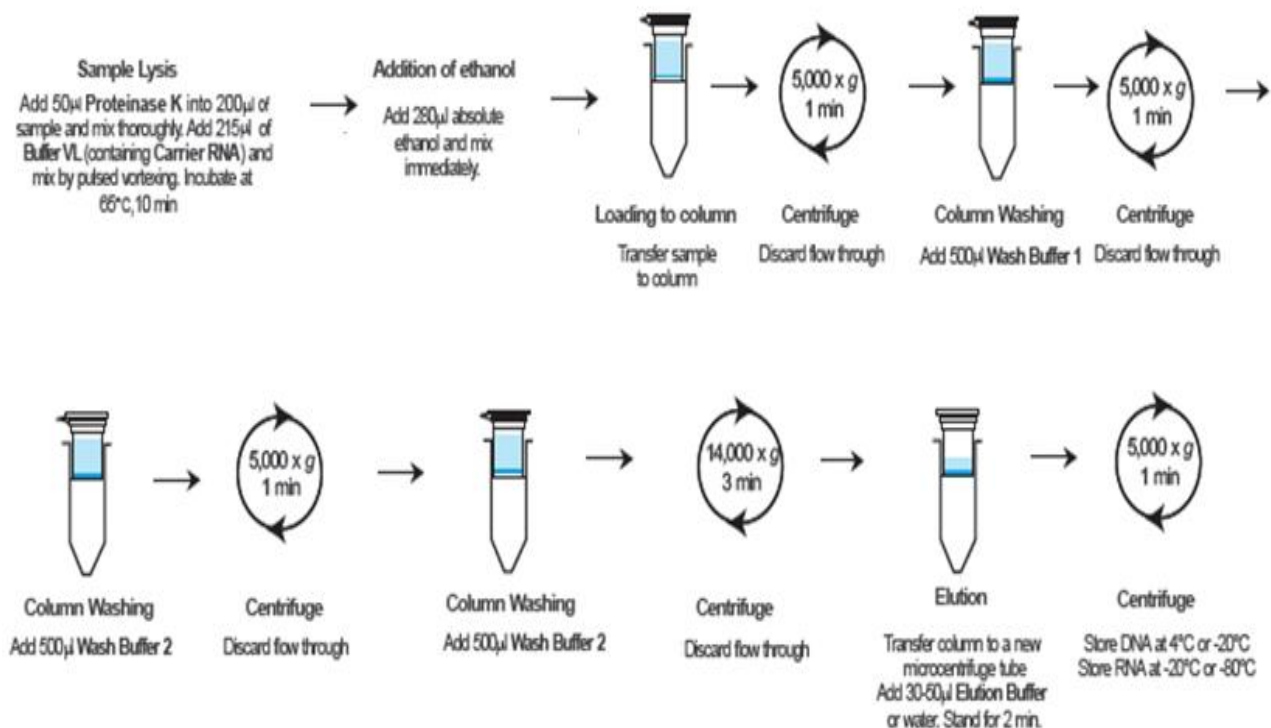 Sample Lysis
Add 50µl Proteinase K into 200µl of
sample and mix thoroughly. Add 215µl of
Buffer VL (containing Carrier RNA) and
mix by pulsed vortexing. Incubate at
65°C, 10 min
Addition of ethanol
Add 280µl absolute
ethanol and mix
immediately.
Loading to column
Transfer sample
to column
5,000 x g
1 min
Centrifuge
Discard flow through
Column Washing
Add 500µl Wash Buffer 1
5,000 x g
1 min
Centrifuge
Discard flow through
Column Washing
Add 500µl Wash Buffer 2
5,000 x g
1 min
Centrifuge
Discard flow through
Column Washing
Add 500µl Wash Buffer 2
14,000 x g
3 min
Centrifuge
Discard flow through
Elution
Transfer column to a new
microcentrifuge tube
Add 30-50µl Elution Buffer
or water. Stand for 2 min.
5,000 x g
1 min
Centrifuge
Store DNA at 4°C or -20°C
Store RNA at -20°C or -80°C